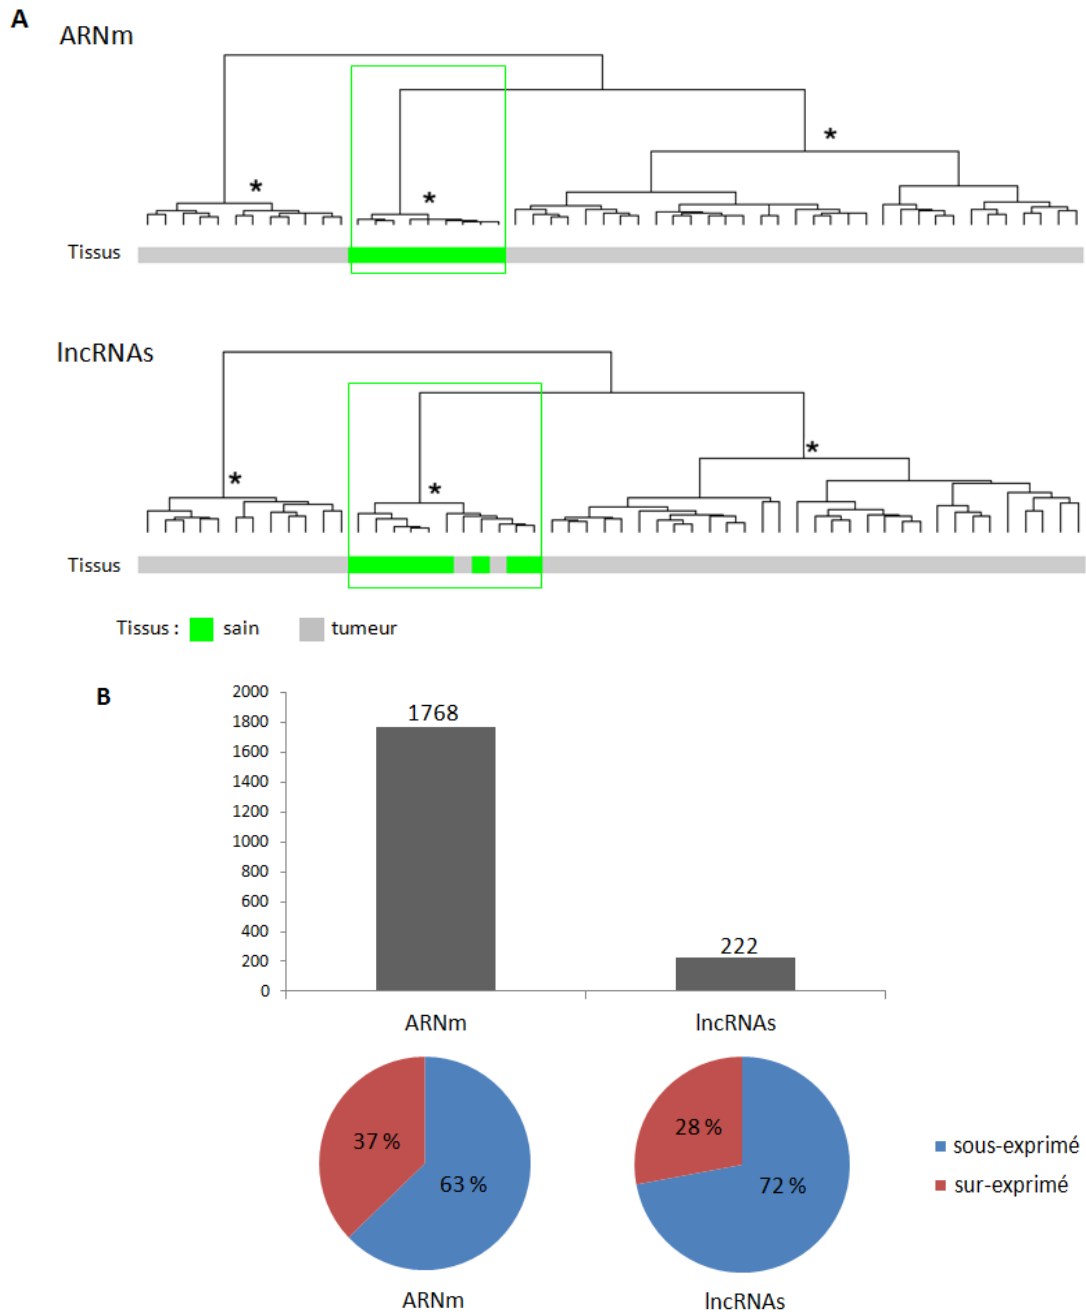 A
ARNm
*
*
*
Tissus
lncRNAs
*
*
*
Tissus
Tissus : sain tumeur
B
2000
1800
1600
1400
1200
1000
800
600
400
200
0
1768
222
ARNm lncRNAs
37 %
63 %
28 %
72 %
sous-exprimé
sur-exprimé
ARNm lncRNAs